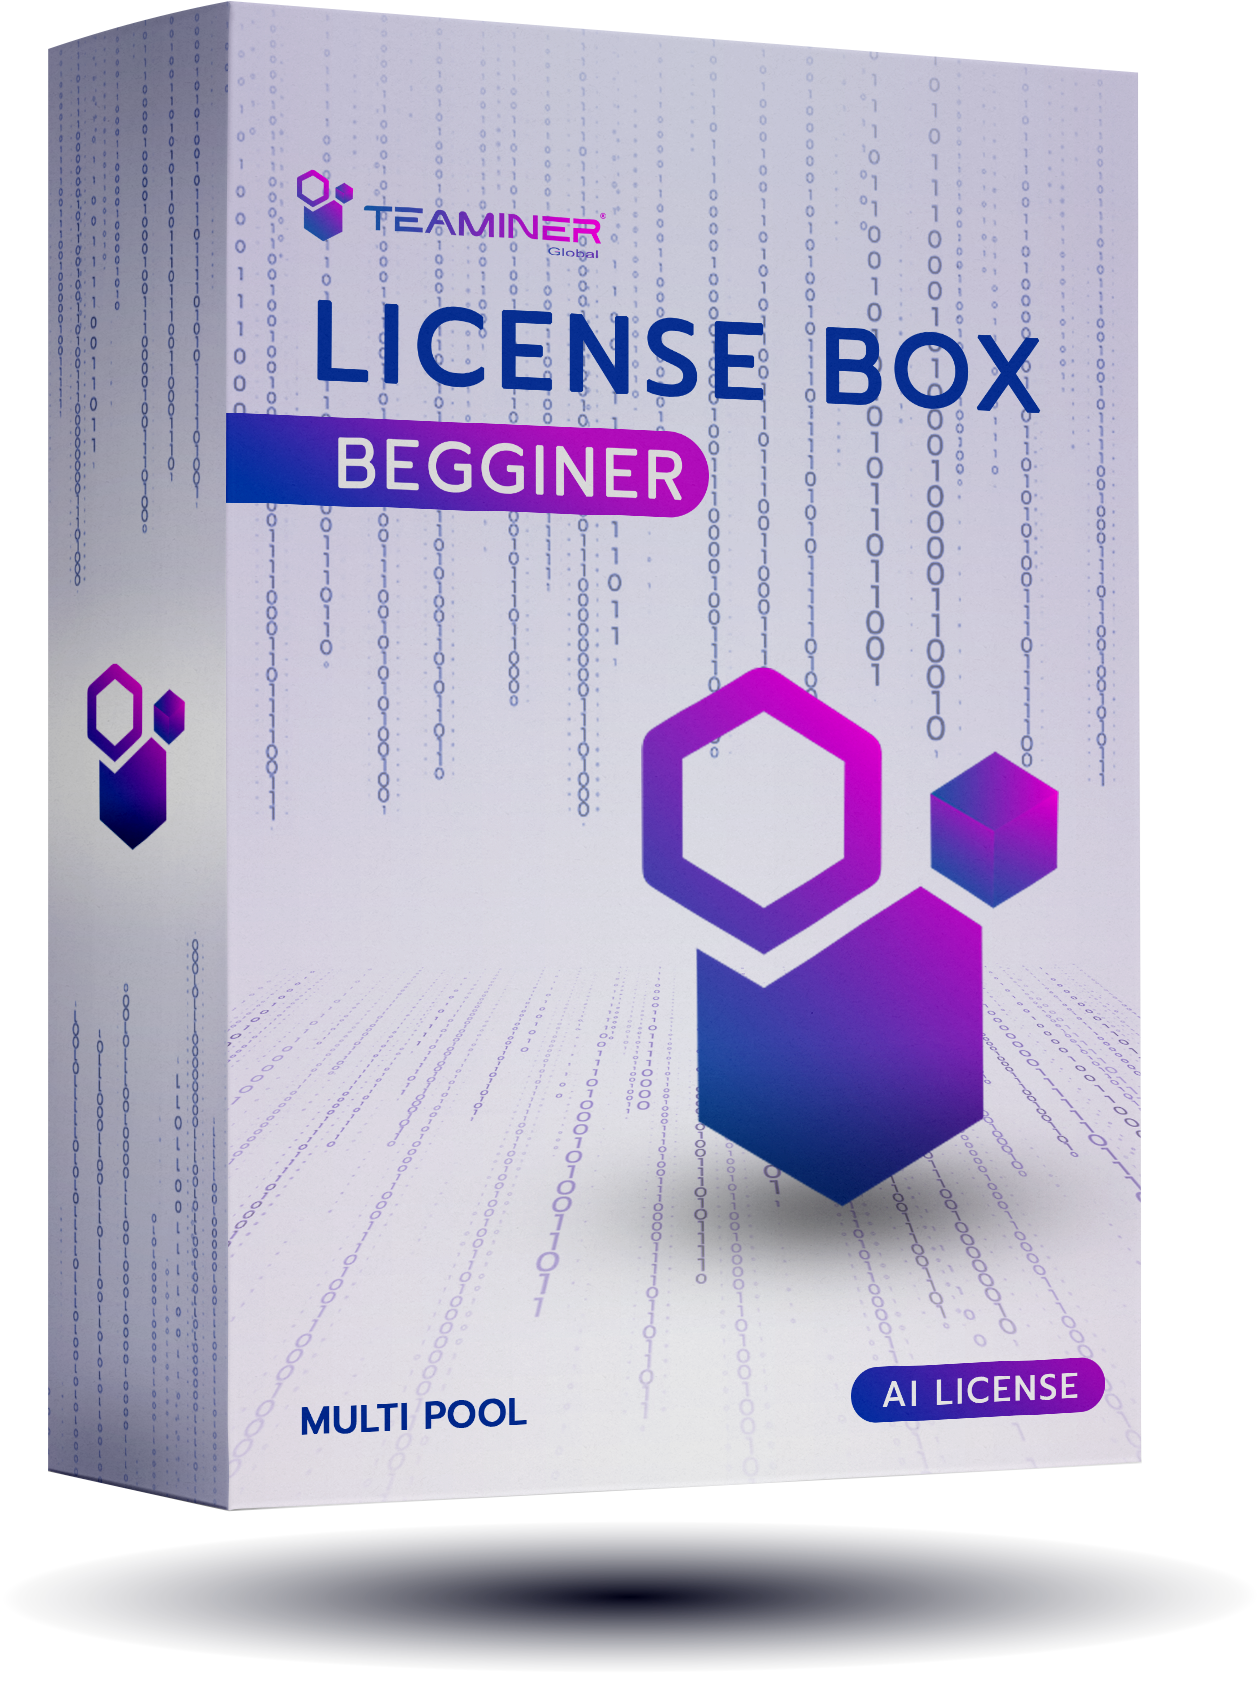 TEAMINER®
Global
LICENSE BOX
BEGGINER
MULTI POOL
AI LICENSE